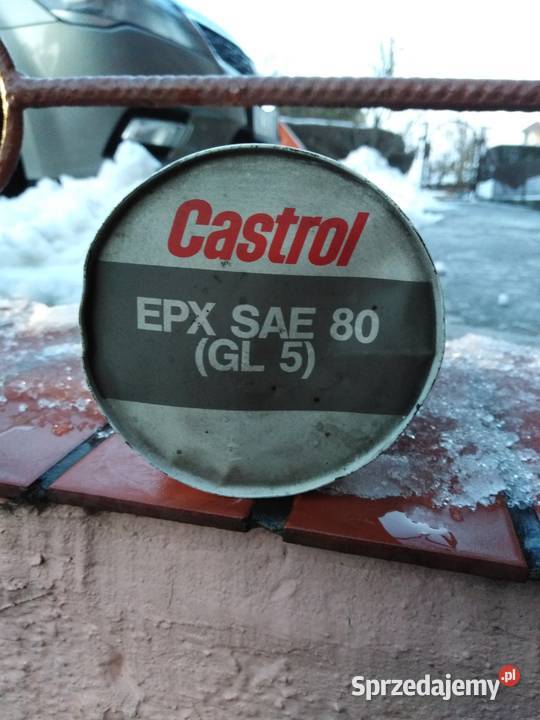 Castrol
EPX SAE 80
(GL 5)
Sprzedajemy.pl